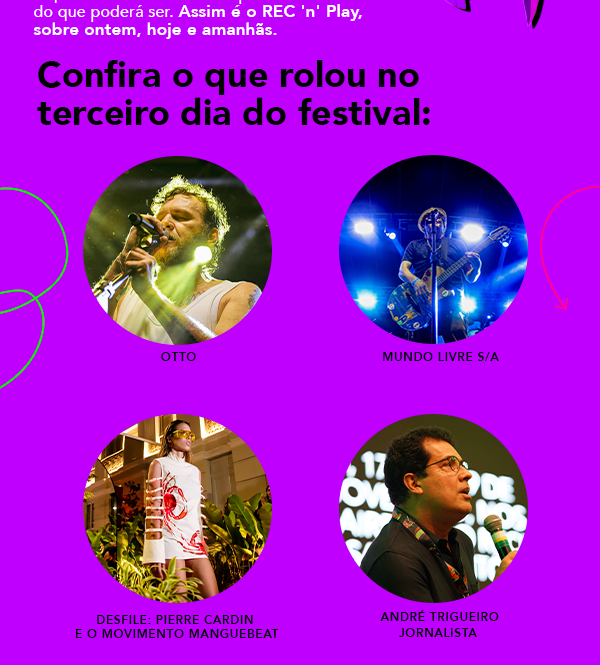 do que poderá ser. Assim é o REC 'n' Play,
sobre ontem, hoje e amanhãs.
Confira o que rolou no
terceiro dia do festival:
OTTO
MUNDO LIVRE S/A
DESFILE: PIERRE CARDIN
E O MOVIMENTO MANGUEBEAT
ANDRÉ TRIGUEIRO
JORNALISTA